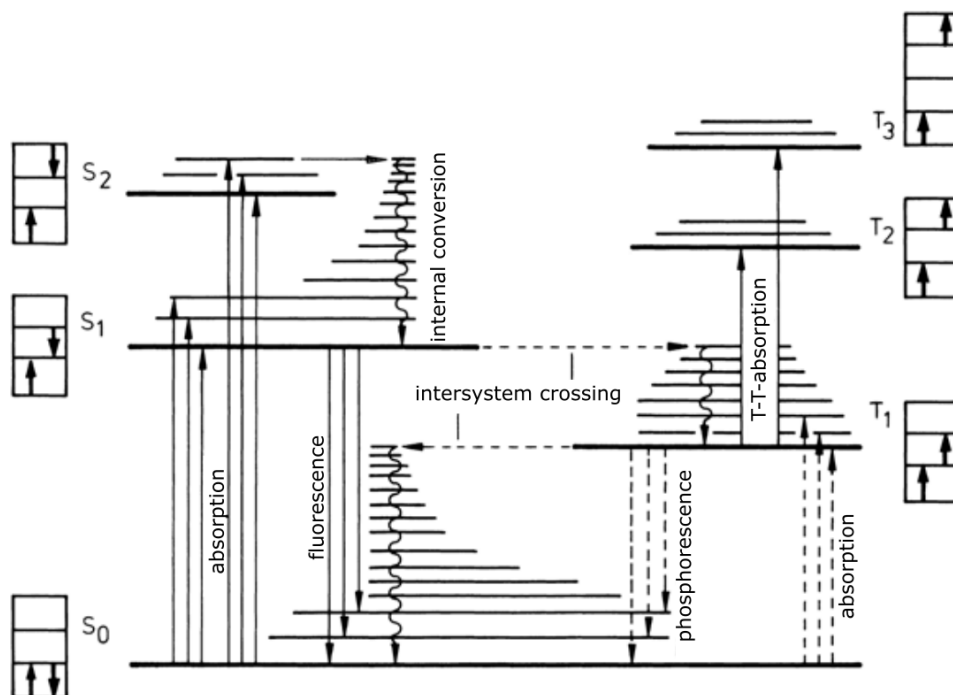 T3
S2
T2
internal conversion
S1
T-T-absorption
intersystem crossing
T1
absorption
fluorescence
phosphorescence
absorption
S0